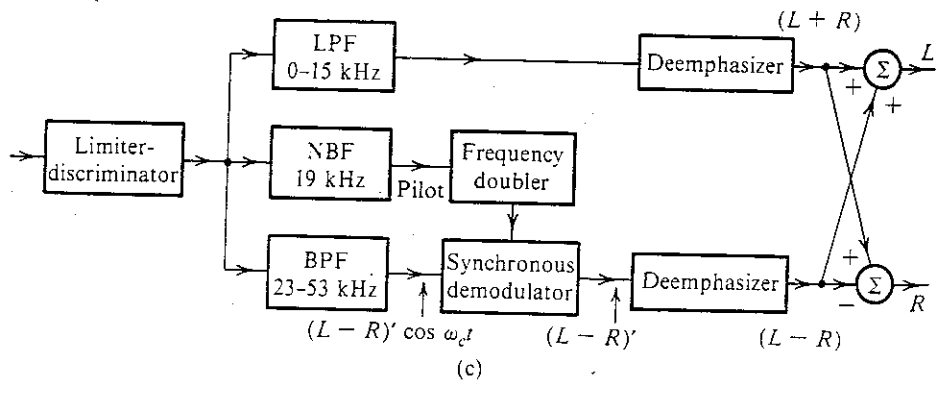 (L + R)
LPF
0–15 kHz
Deemphasizer
Σ
L
+
+
Limiter-
discriminator
NBF
19 kHz
Pilot
Frequency
doubler
BPF
23–53 kHz
Synchronous
demodulator
Deemphasizer
+
Σ
−
R
(L − R)′ cos ω_c t
(L − R)′
(L − R)
(c)